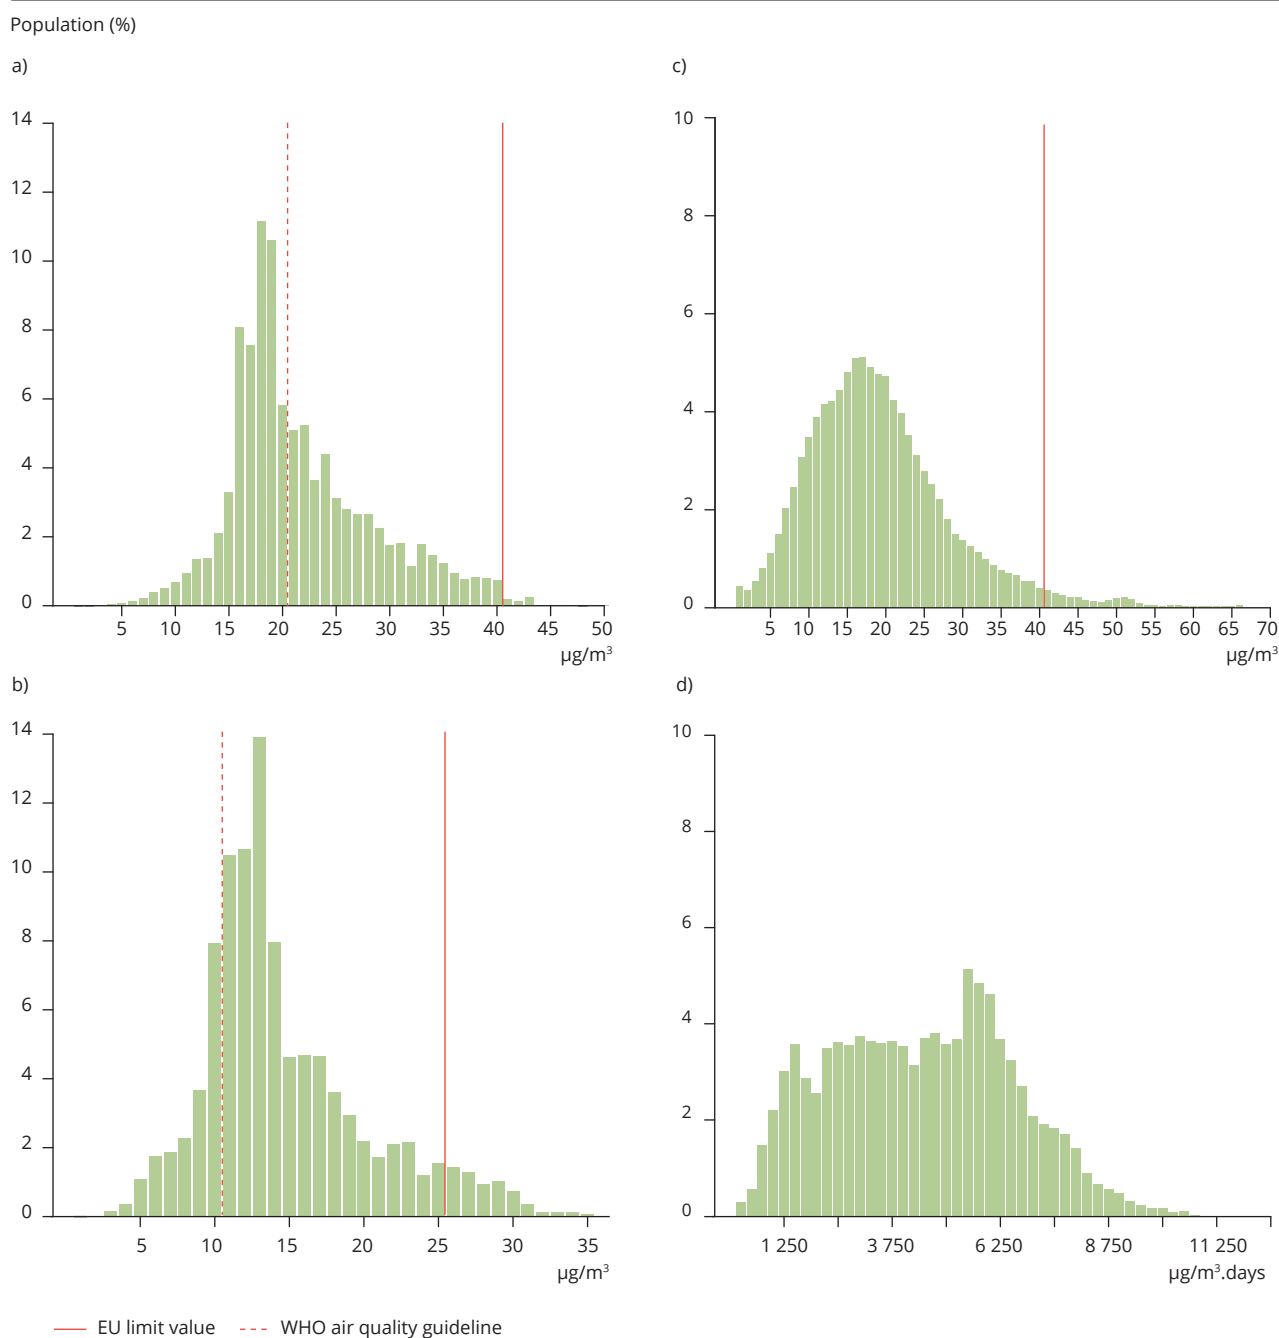 Population (%)
a)
14
12
10
8
6
4
2
0
5 10 15 20 25 30 35 40 45 50
µg/m³
c)
10
8
6
4
2
0
5 10 15 20 25 30 35 40 45 50 55 60 65 70
µg/m³
b)
14
12
10
8
6
4
2
0
5 10 15 20 25 30 35
µg/m³
d)
10
8
6
4
2
0
1 250 3 750 6 250 8 750 11 250
µg/m³.days
EU limit value WHO air quality guideline